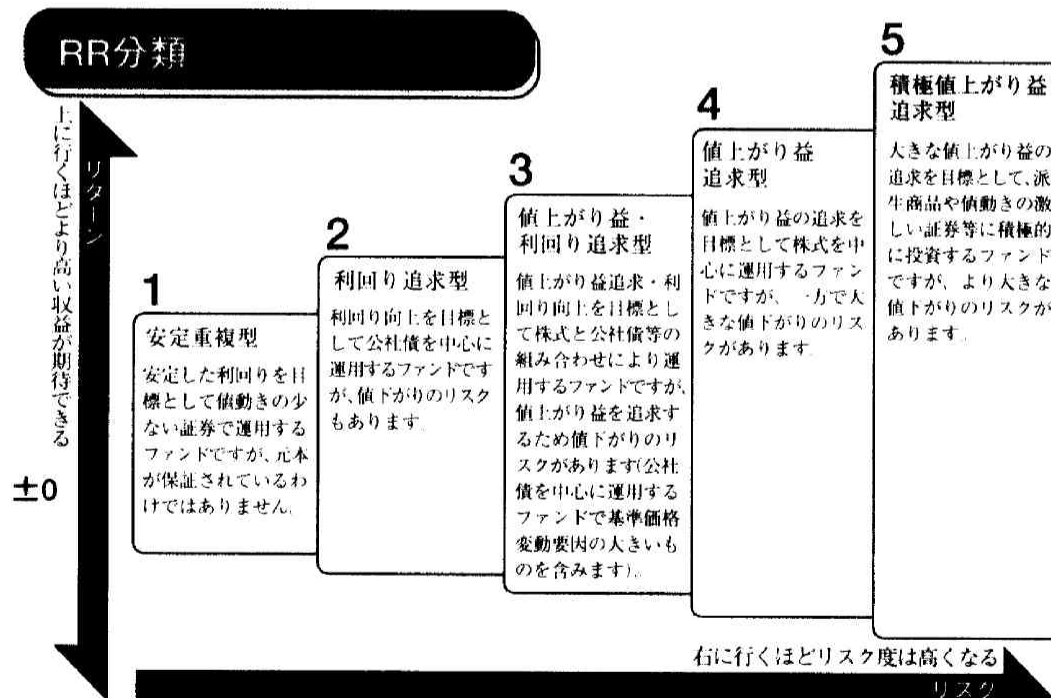 RR分類
上に行くほどより高い収益が期待できる
リターン
±0
1
安定重複型
安定した利回りを目
標として値動きの少
ない証券で運用する
ファンドですが、元本
が保証されているわ
けではありません。
2
利回り追求型
利回り向上を目標と
して公社債を中心に
運用するファンドです
が、値下がりのリスク
もあります。
3
値上がり益・
利回り追求型
値上がり益追求・利
回り向上を目標とし
て株式と公社債等の
組み合わせにより運
用するファンドですが、
値上がり益を追求す
るため値下がりのリ
スクがあります(公社
債を中心に運用する
ファンドで基準価格
変動要因の大きいも
のを含みます)。
4
値上がり益
追求型
値上がり益の追求を
目標として株式を中
心に運用するファン
ドですが、一方で大
きな値下がりのリス
クがあります。
5
積極値上がり益
追求型
大きな値上がり益の
追求を目標として、派
生商品や値動きの激
しい証券等に積極的
に投資するファンド
ですが、より大きな
値下がりのリスクが
あります。
右に行くほどリスク度は高くなる
リスク